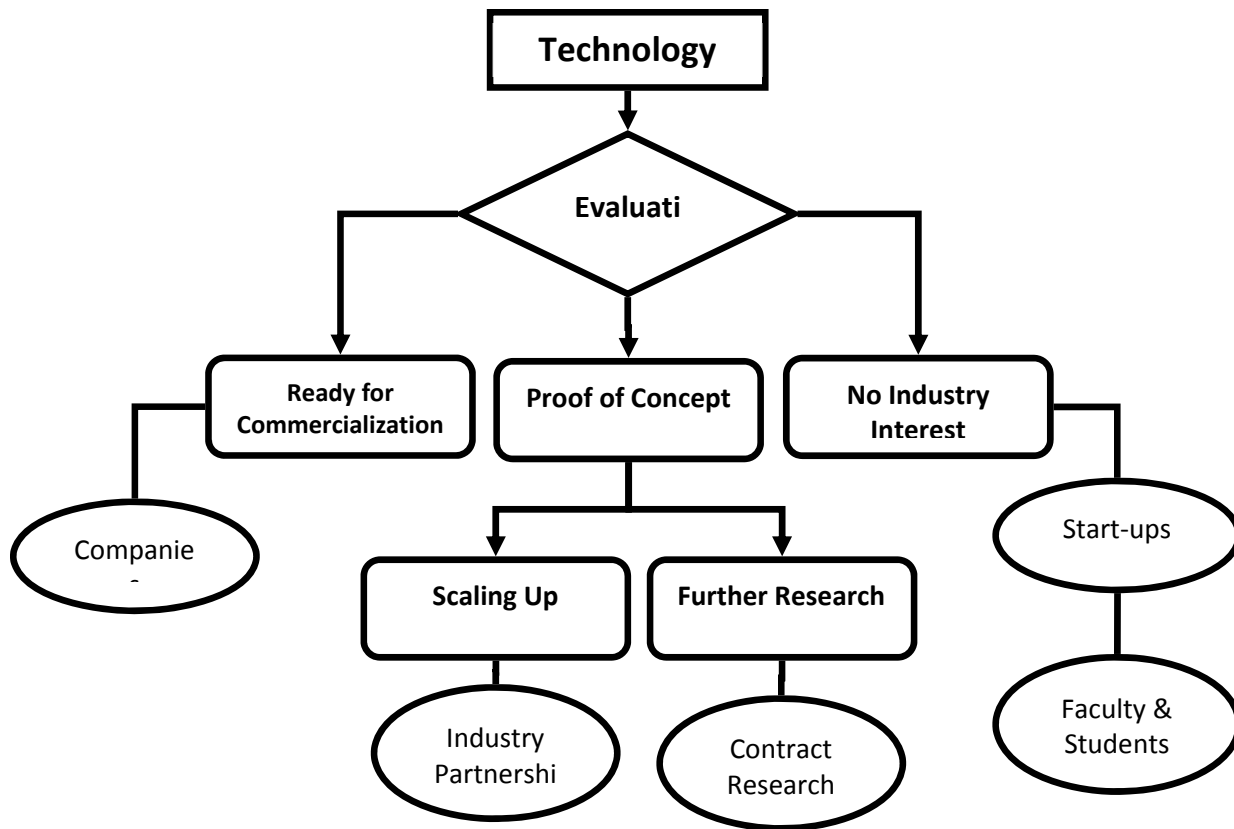 Technology
Evaluati
Ready for
Commercialization
Proof of Concept
No Industry
Interest
Companie
Start-ups
Scaling Up
Further Research
Industry
Partnershi
Contract
Research
Faculty &
Students